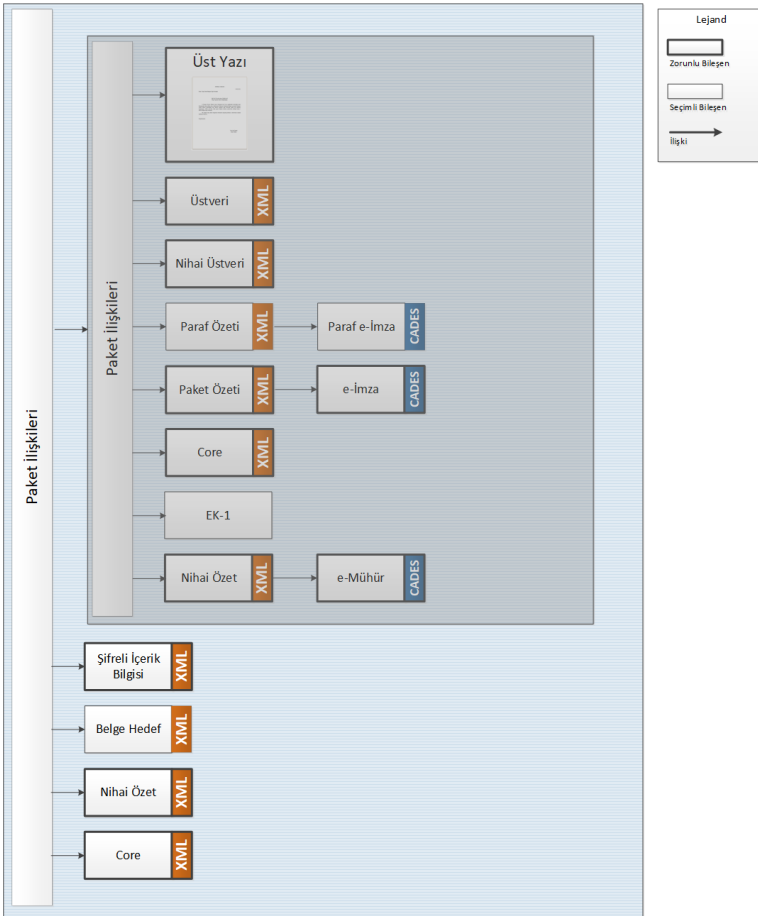 Lejand
Zorunlu Bileşen
Seçimli Bileşen
İlişki
Paket İlişkileri
Paket İlişkileri
Üst Yazı
Üstveri
XML
Nihai Üstveri
XML
Paraf Özeti
XML
Paraf e-İmza
CADES
Paket Özeti
XML
e-İmza
CADES
Core
XML
EK-1
Nihai Özet
XML
e-Mühür
CADES
Şifreli İçerik
Bilgisi
XML
Belge Hedef
XML
Nihai Özet
XML
Core
XML